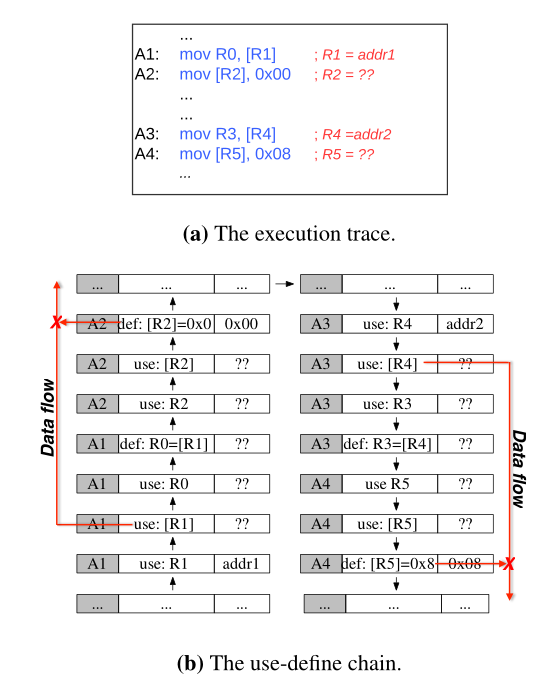 ...
A1: mov R0, [R1] ; R1 = addr1
A2: mov [R2], 0x00 ; R2 = ??
...
...
A3: mov R3, [R4] ; R4 =addr2
A4: mov [R5], 0x08 ; R5 = ??
...
(a) The execution trace.
... ... ...
A2 def: [R2]=0x0 0x00
A2 use: [R2] ??
A2 use: R2 ??
A1 def: R0=[R1] ??
A1 use: R0 ??
A1 use: [R1] ??
A1 use: R1 addr1
... ... ...
X
Data flow
... ... ...
A3 use: R4 addr2
A3 use: [R4] ??
A3 use: R3 ??
A3 def: R3=[R4] ??
A4 use R5 ??
A4 use: [R5] ??
A4 def: [R5]=0x8 0x08
... ... ...
X
Data flow
(b) The use-define chain.